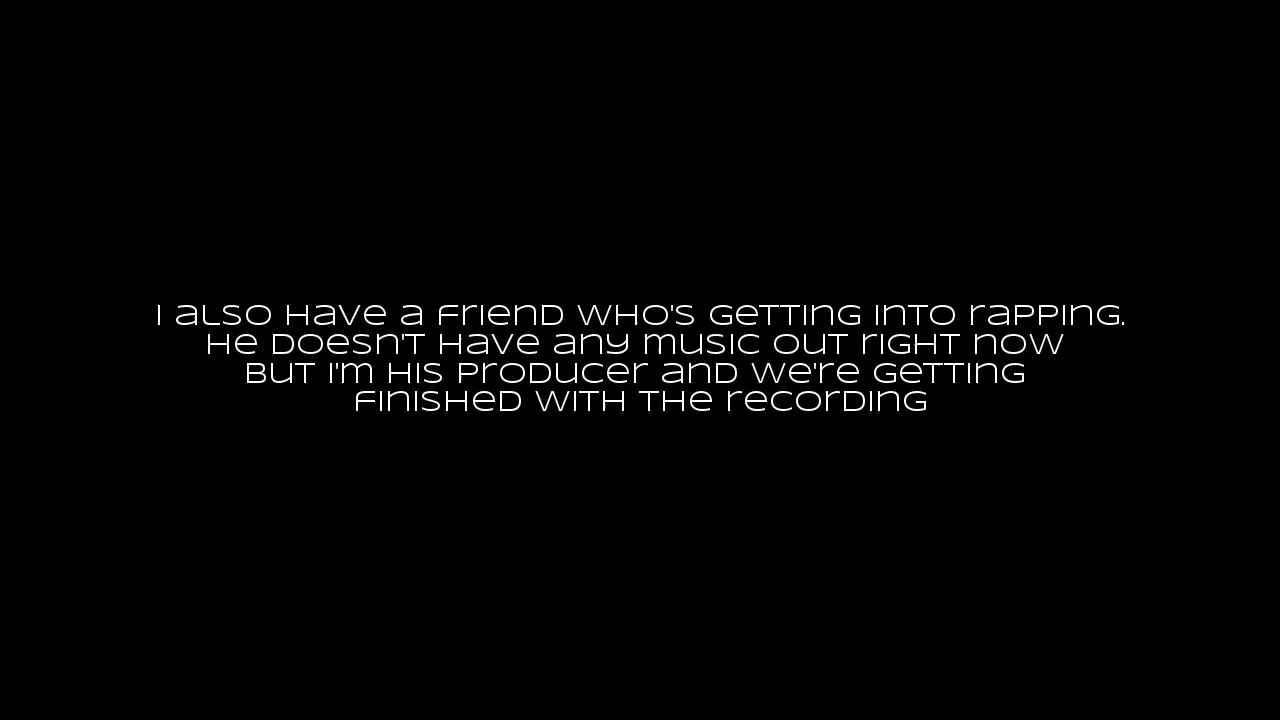 I also have a friend who's getting into rapping.
He doesn't have any music out right now
but I'm his producer and we're getting
finished with the recording